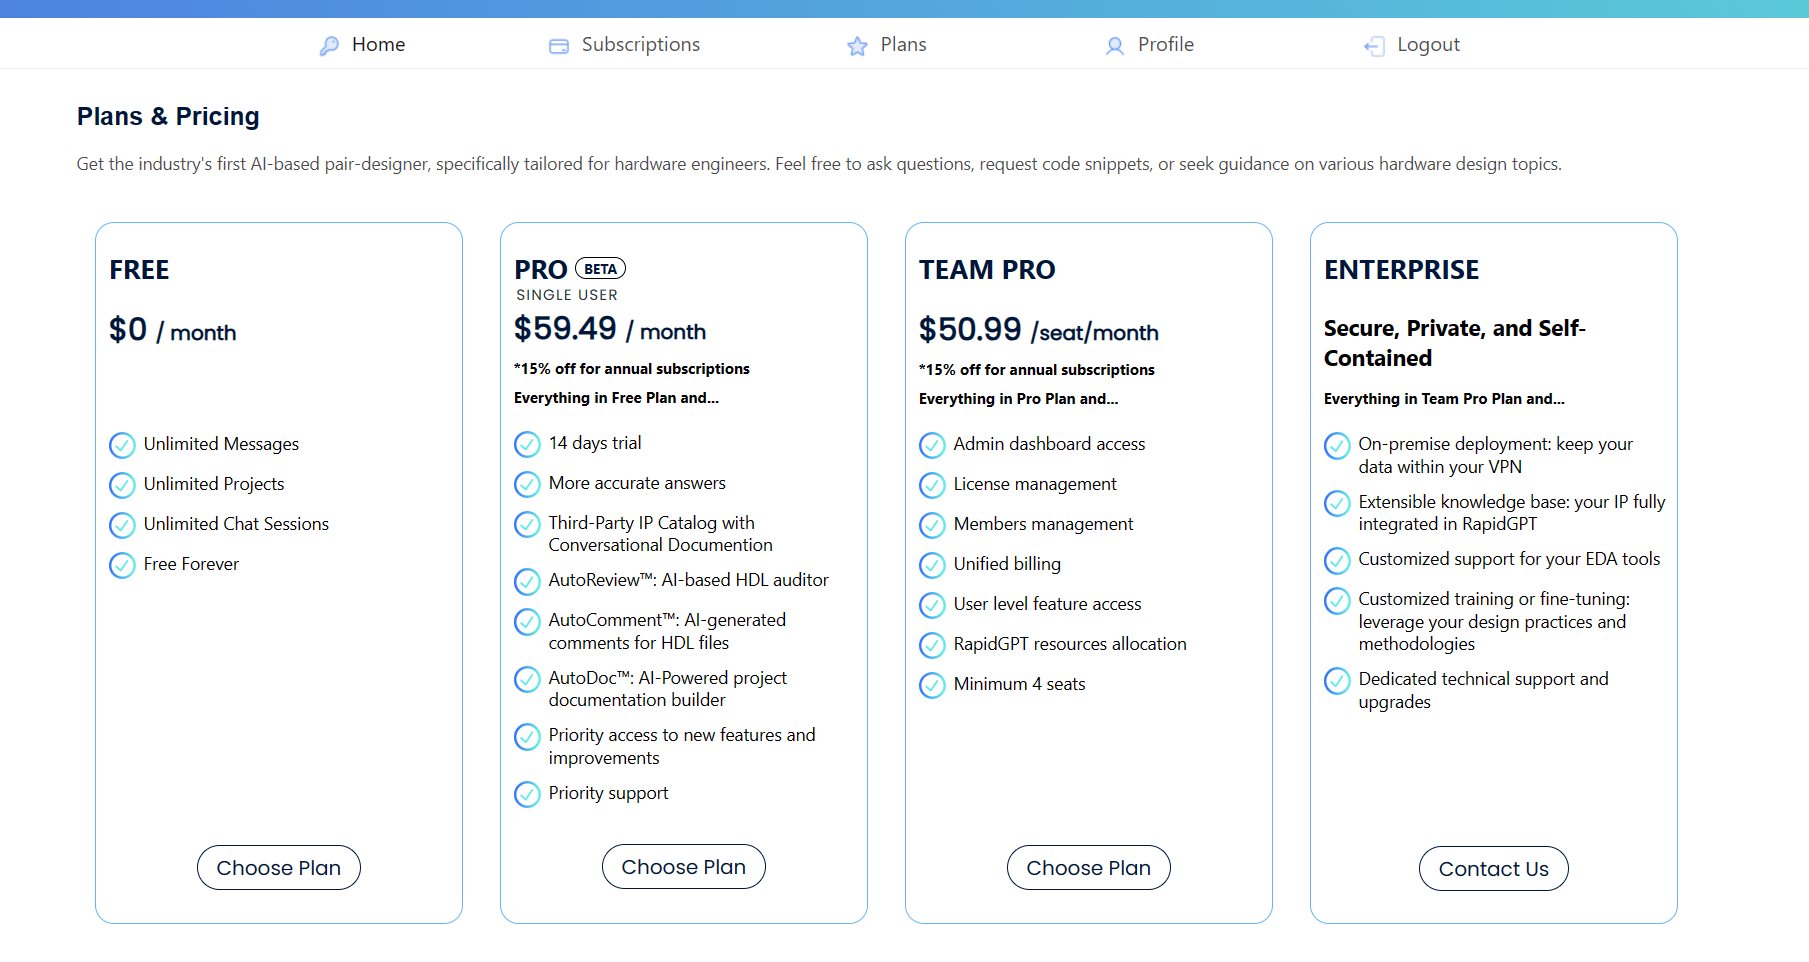 Home
Subscriptions
Plans
Profile
Logout
Plans & Pricing
Get the industry's first AI-based pair-designer, specifically tailored for hardware engineers. Feel free to ask questions, request code snippets, or seek guidance on various hardware design topics.
FREE
$0 / month
Unlimited Messages
Unlimited Projects
Unlimited Chat Sessions
Free Forever
Choose Plan
PRO BETA
SINGLE USER
$59.49 / month
*15% off for annual subscriptions
Everything in Free Plan and...
14 days trial
More accurate answers
Third-Party IP Catalog with
Conversational Documention
AutoReview™: AI-based HDL auditor
AutoComment™: AI-generated
comments for HDL files
AutoDoc™: AI-Powered project
documentation builder
Priority access to new features and
improvements
Priority support
Choose Plan
TEAM PRO
$50.99 /seat/month
*15% off for annual subscriptions
Everything in Pro Plan and...
Admin dashboard access
License management
Members management
Unified billing
User level feature access
RapidGPT resources allocation
Minimum 4 seats
Choose Plan
ENTERPRISE
Secure, Private, and Self-
Contained
Everything in Team Pro Plan and...
On-premise deployment: keep your
data within your VPN
Extensible knowledge base: your IP fully
integrated in RapidGPT
Customized support for your EDA tools
Customized training or fine-tuning:
leverage your design practices and
methodologies
Dedicated technical support and
upgrades
Contact Us